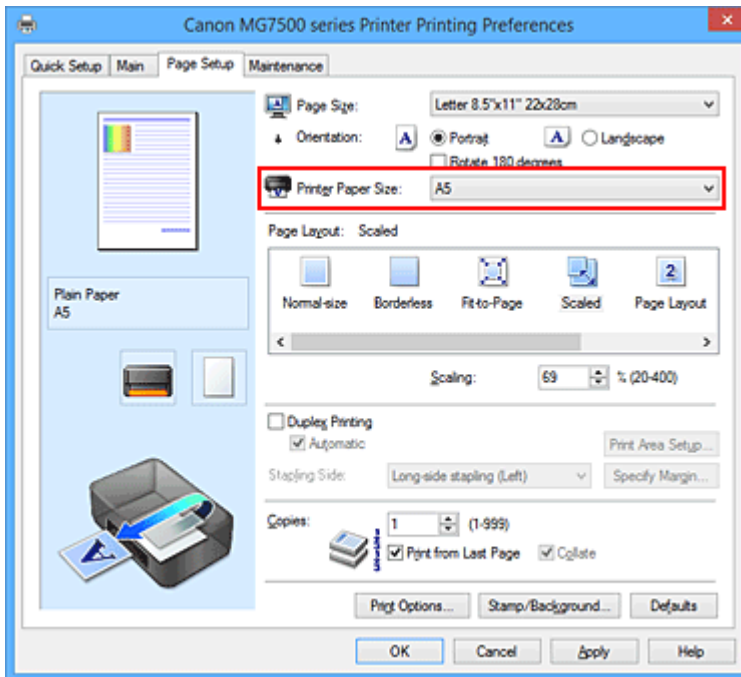 Canon MG7500 series Printer Printing Preferences
Quick Setup Main Page Setup Maintenance
Page Size: Letter 8.5"x11" 22x28cm
Orientation: A Portrait A Landscape
Rotate 180 degrees
Printer Paper Size: A5
Page Layout: Scaled
Normal-size Borderless Fit-to-Page Scaled Page Layout
Plain Paper
A5
Scaling: 69 % (20-400)
Duplex Printing
Automatic Print Area Setup...
Stapling Side: Long-side stapling (Left) Specify Margin...
Copies: 1 (1-999)
Print from Last Page Collate
Print Options... Stamp/Background... Defaults
OK Cancel Apply Help